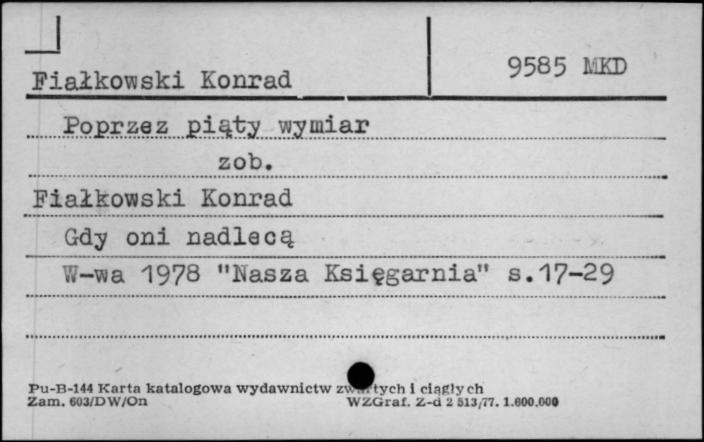 9585 MKD
Fiałkowski Konrad
Poprzez piąty wymiar
zob.
Fiałkowski Konrad
Gdy oni nadlecą
W-wa 1978 "Nasza Księgarnia" s.17-29
Pu-B-144 Karta katalogowa wydawnictw zwartych i ciągłych
Zam. 603/DW/On WZGraf. Z-d 2 513/77. 1.600.000